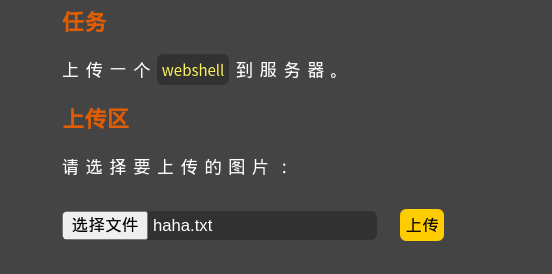 任务
上传一个 webshell 到服务器。
上传区
请选择要上传的图片：
选择文件 haha.txt 上传